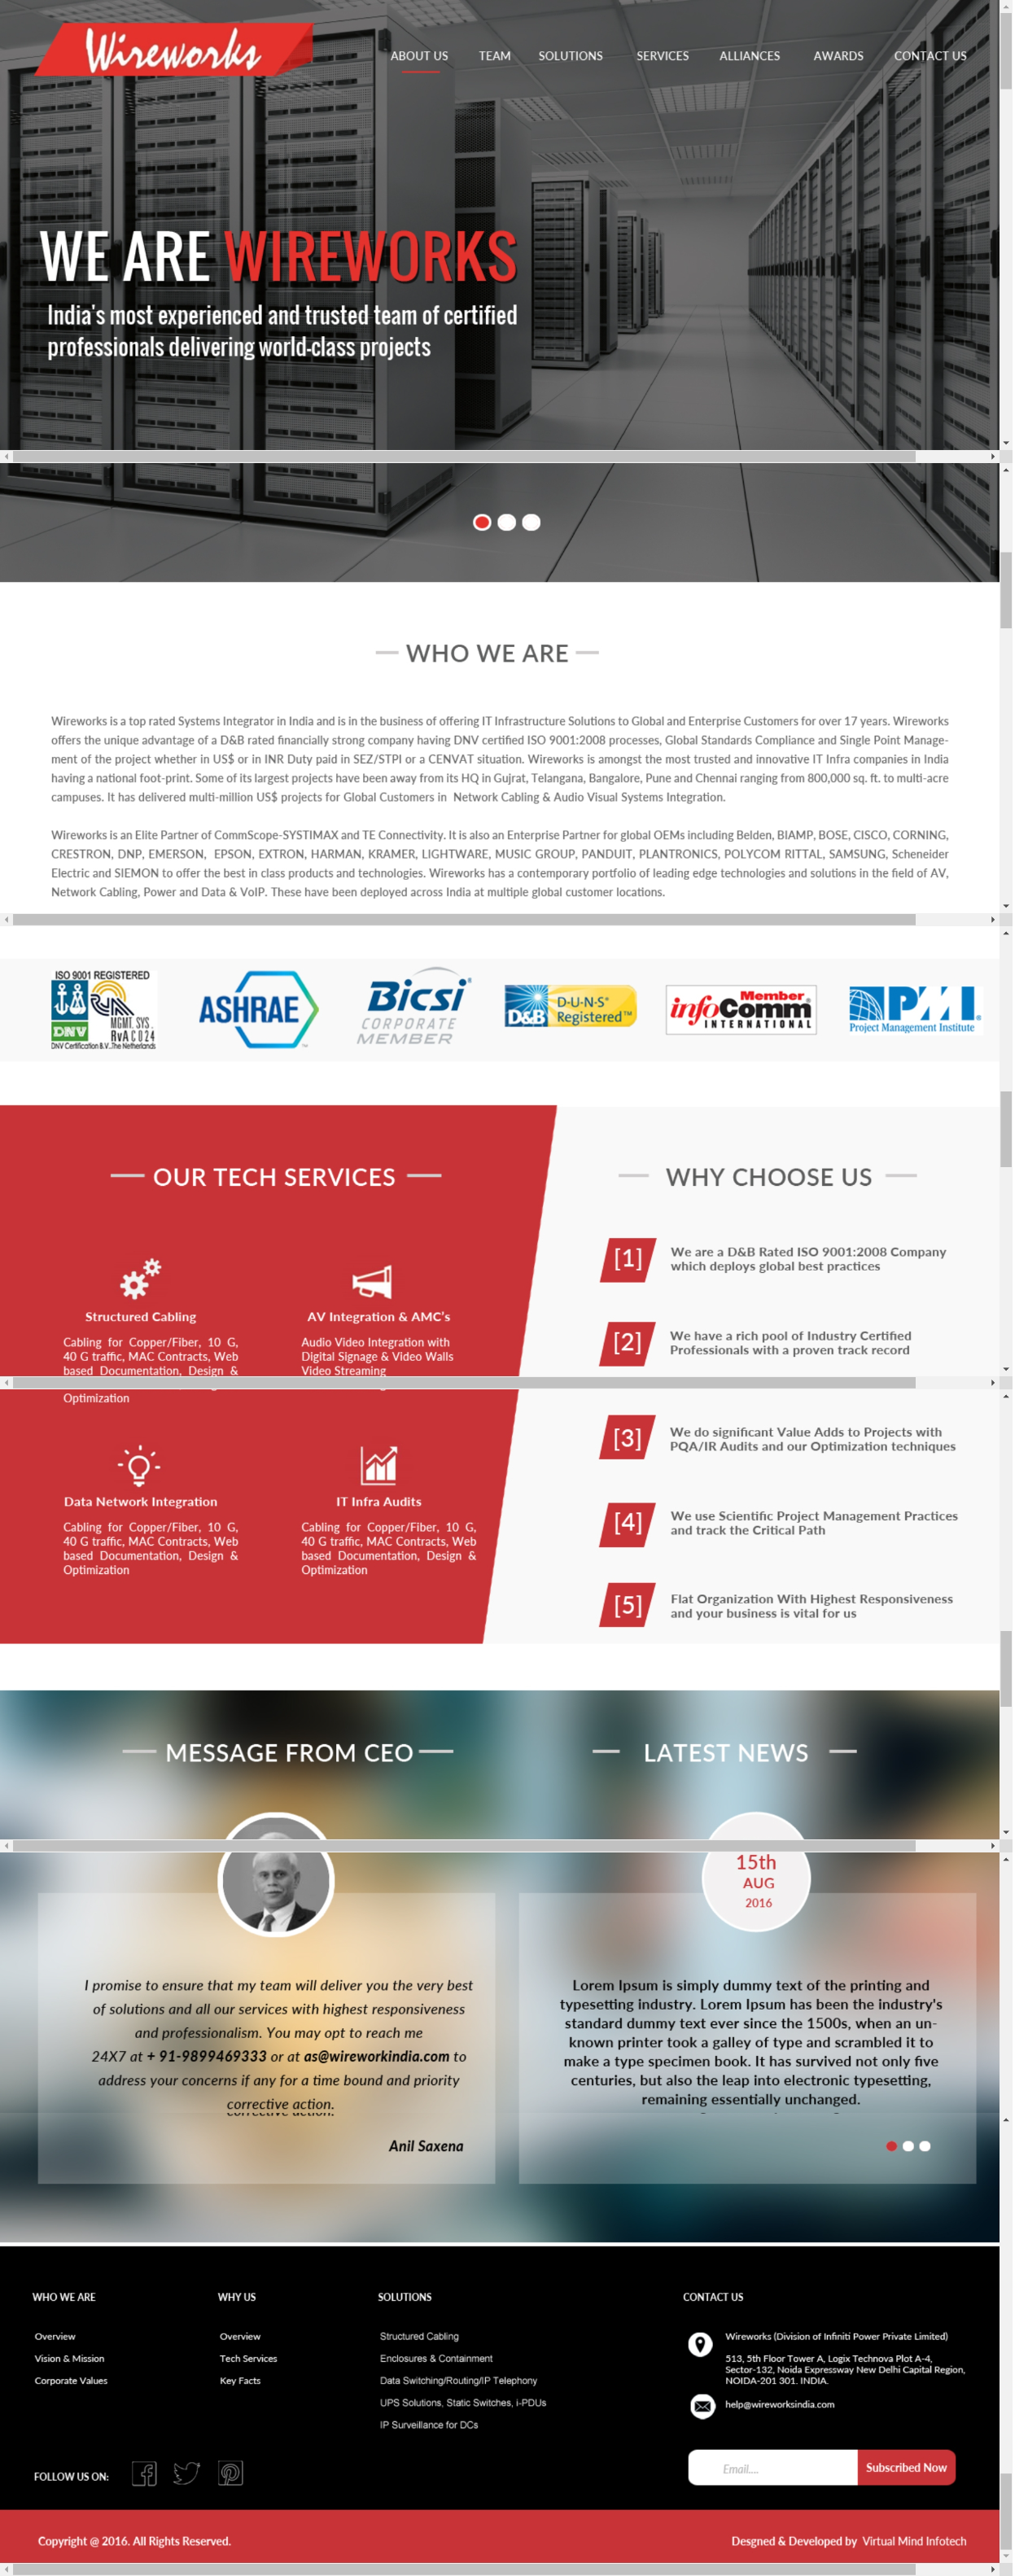 Wireworks
ABOUT US TEAM SOLUTIONS SERVICES ALLIANCES AWARDS CONTACT US
WE ARE WIREWORKS
India's most experienced and trusted team of certified
professionals delivering world-class projects
WHO WE ARE
Wireworks is a top rated Systems Integrator in India and is in the business of offering IT Infrastructure Solutions to Global and Enterprise Customers for over 17 years. Wireworks
offers the unique advantage of a D&B rated financially strong company having DNV certified ISO 9001:2008 processes, Global Standards Compliance and Single Point Manage-
ment of the project whether in US$ or in INR Duty paid in SEZ/STPI or a CENVAT situation. Wireworks is amongst the most trusted and innovative IT Infra companies in India
having a national foot-print. Some of its largest projects have been away from its HQ in Gujrat, Telangana, Bangalore, Pune and Chennai ranging from 800,000 sq. ft. to multi-acre
campuses. It has delivered multi-million US$ projects for Global Customers in Network Cabling & Audio Visual Systems Integration.
Wireworks is an Elite Partner of CommScope-SYSTIMAX and TE Connectivity. It is also an Enterprise Partner for global OEMs including Belden, BIAMP, BOSE, CISCO, CORNING,
CRESTRON, DNP, EMERSON, EPSON, EXTRON, HARMAN, KRAMER, LIGHTWARE, MUSIC GROUP, PANDUIT, PLANTRONICS, POLYCOM RITTAL, SAMSUNG, Scheneider
Electric and SIEMON to offer the best in class products and technologies. Wireworks has a contemporary portfolio of leading edge technologies and solutions in the field of AV,
Network Cabling, Power and Data & VoIP. These have been deployed across India at multiple global customer locations.
ISO 9001 REGISTERED
DNV
MGMT. SYS.
RvA C 024
DNV Certification B.V..The Netherlands
ASHRAE
Bicsi
CORPORATE
MEMBER
D&B
D-U-N-S®
Registered™
Member
infoComm
INTERNATIONAL
PMI
Project Management Institute
OUR TECH SERVICES
Structured Cabling
Cabling for Copper/Fiber, 10 G,
40 G traffic, MAC Contracts, Web
based Documentation, Design &
Optimization
AV Integration & AMC's
Audio Video Integration with
Digital Signage & Video Walls
Video Streaming
Data Network Integration
Cabling for Copper/Fiber, 10 G,
40 G traffic, MAC Contracts, Web
based Documentation, Design &
Optimization
IT Infra Audits
Cabling for Copper/Fiber, 10 G,
40 G traffic, MAC Contracts, Web
based Documentation, Design &
Optimization
WHY CHOOSE US
[1]
We are a D&B Rated ISO 9001:2008 Company
which deploys global best practices
[2]
We have a rich pool of Industry Certified
Professionals with a proven track record
[3]
We do significant Value Adds to Projects with
PQA/IR Audits and our Optimization techniques
[4]
We use Scientific Project Management Practices
and track the Critical Path
[5]
Flat Organization With Highest Responsiveness
and your business is vital for us
MESSAGE FROM CEO
I promise to ensure that my team will deliver you the very best
of solutions and all our services with highest responsiveness
and professionalism. You may opt to reach me
24X7 at + 91-9899469333 or at as@wireworkindia.com to
address your concerns if any for a time bound and priority
corrective action.
Anil Saxena
LATEST NEWS
15th
AUG
2016
Lorem Ipsum is simply dummy text of the printing and
typesetting industry. Lorem Ipsum has been the industry's
standard dummy text ever since the 1500s, when an un-
known printer took a galley of type and scrambled it to
make a type specimen book. It has survived not only five
centuries, but also the leap into electronic typesetting,
remaining essentially unchanged.
WHO WE ARE
Overview
Vision & Mission
Corporate Values
WHY US
Overview
Tech Services
Key Facts
SOLUTIONS
Structured Cabling
Enclosures & Containment
Data Switching/Routing/IP Telephony
UPS Solutions, Static Switches, i-PDUs
IP Surveillance for DCs
CONTACT US
Wireworks (Division of Infiniti Power Private Limited)
513, 5th Floor Tower A, Logix Technova Plot A-4,
Sector-132, Noida Expressway New Delhi Capital Region,
NOIDA-201 301. INDIA.
help@wireworksindia.com
FOLLOW US ON:
Email....
Subscribed Now
Copyright @ 2016. All Rights Reserved.
Desgned & Developed by Virtual Mind Infotech